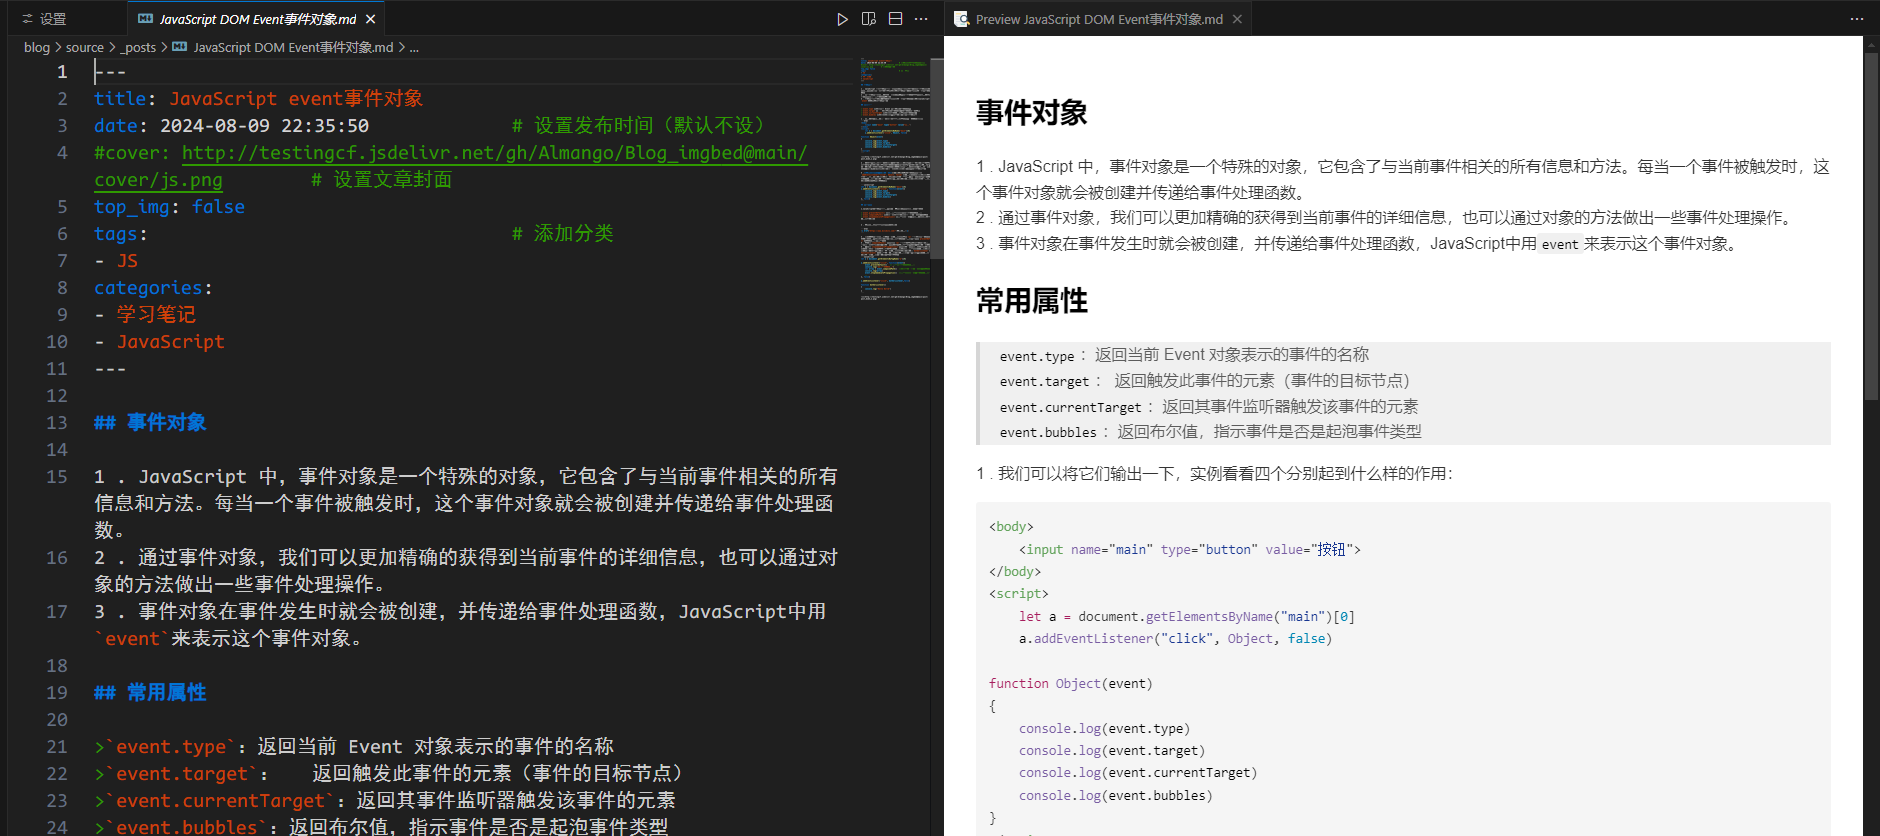 设置
JavaScript DOM Event事件对象.md
Preview JavaScript DOM Event事件对象.md
blog > source > _posts > JavaScript DOM Event事件对象.md > ...
1 ---
2 title: JavaScript event事件对象
3 date: 2024-08-09 22:35:50 # 设置发布时间（默认不设）
4 #cover: http://testingcf.jsdelivr.net/gh/Almango/Blog_imgbed@main/
cover/js.png # 设置文章封面
5 top_img: false
6 tags: # 添加分类
7 - JS
8 categories:
9 - 学习笔记
10 - JavaScript
11 ---
12
13 ## 事件对象
14
15 1 . JavaScript 中，事件对象是一个特殊的对象，它包含了与当前事件相关的所有
信息和方法。每当一个事件被触发时，这个事件对象就会被创建并传递给事件处理函
数。
16 2 . 通过事件对象，我们可以更加精确的获得到当前事件的详细信息，也可以通过对
象的方法做出一些事件处理操作。
17 3 . 事件对象在事件发生时就会被创建，并传递给事件处理函数，JavaScript中用
`event`来表示这个事件对象。
18
19 ## 常用属性
20
21 >`event.type`：返回当前 Event 对象表示的事件的名称
22 >`event.target`： 返回触发此事件的元素（事件的目标节点）
23 >`event.currentTarget`：返回其事件监听器触发该事件的元素
24 >`event.bubbles`：返回布尔值，指示事件是否是起泡事件类型
事件对象
1 . JavaScript 中，事件对象是一个特殊的对象，它包含了与当前事件相关的所有信息和方法。每当一个事件被触发时，这
个事件对象就会被创建并传递给事件处理函数。
2 . 通过事件对象，我们可以更加精确的获得到当前事件的详细信息，也可以通过对象的方法做出一些事件处理操作。
3 . 事件对象在事件发生时就会被创建，并传递给事件处理函数，JavaScript中用 event 来表示这个事件对象。
常用属性
event.type ：返回当前 Event 对象表示的事件的名称
event.target ： 返回触发此事件的元素（事件的目标节点）
event.currentTarget ：返回其事件监听器触发该事件的元素
event.bubbles ：返回布尔值，指示事件是否是起泡事件类型
1 . 我们可以将它们输出一下，实例看看四个分别起到什么样的作用：
<body>
<input name="main" type="button" value="按钮">
</body>
<script>
let a = document.getElementsByName("main")[0]
a.addEventListener("click", Object, false)
function Object(event)
{
console.log(event.type)
console.log(event.target)
console.log(event.currentTarget)
console.log(event.bubbles)
}